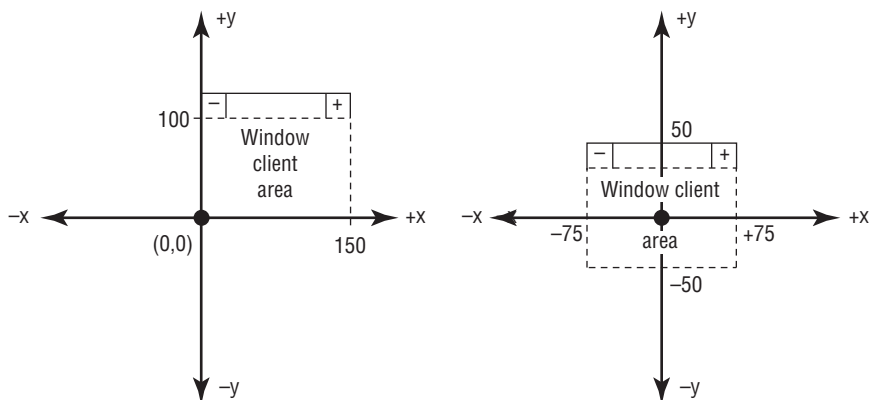 +y
– +
100
Window
client
area
–x
+x
(0,0)
150
–y
+y
50
– +
Window client
–x
+x
–75
area
+75
–50
–y